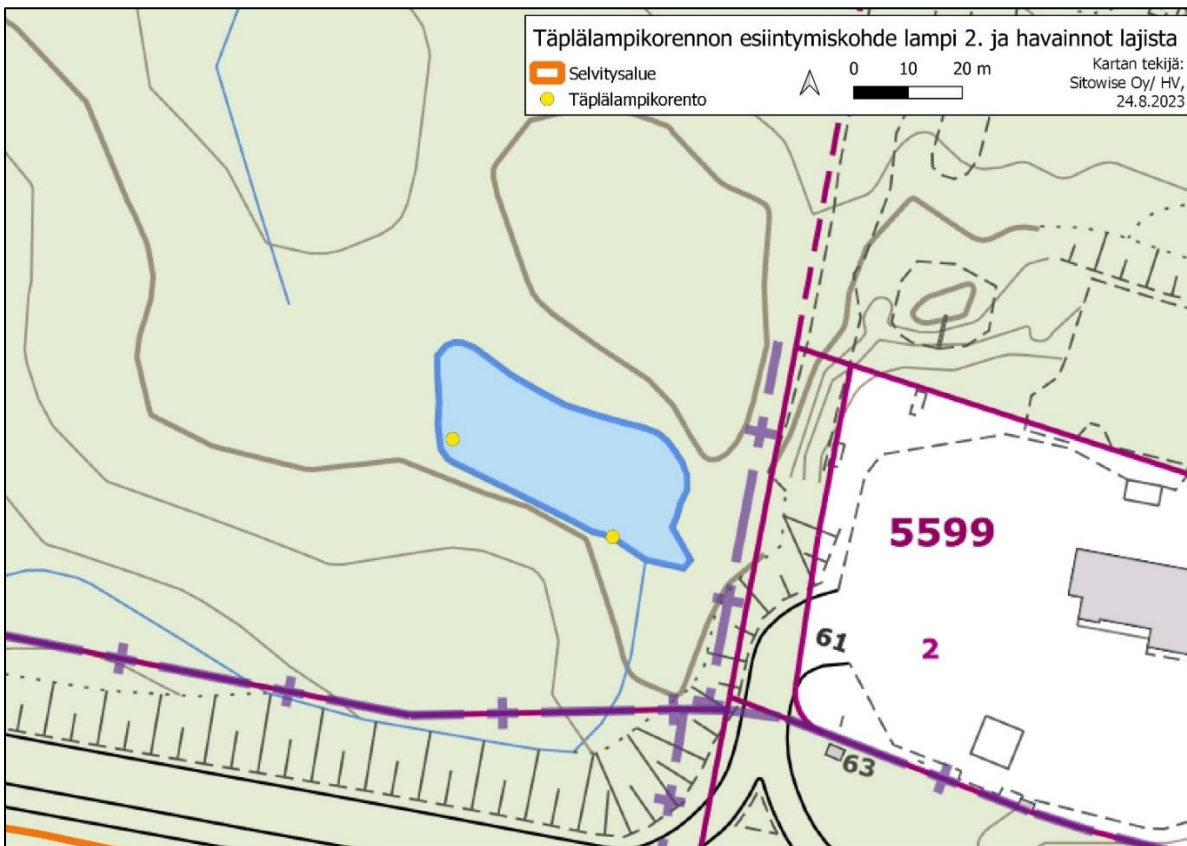 Täplälampikorennon esiintymiskohde lampi 2. ja havainnot lajista
Selvitysalue
Täplälampikorento
0 10 20 m
Kartan tekijä:
Sitowise Oy/ HV,
24.8.2023
5599
61
2
63